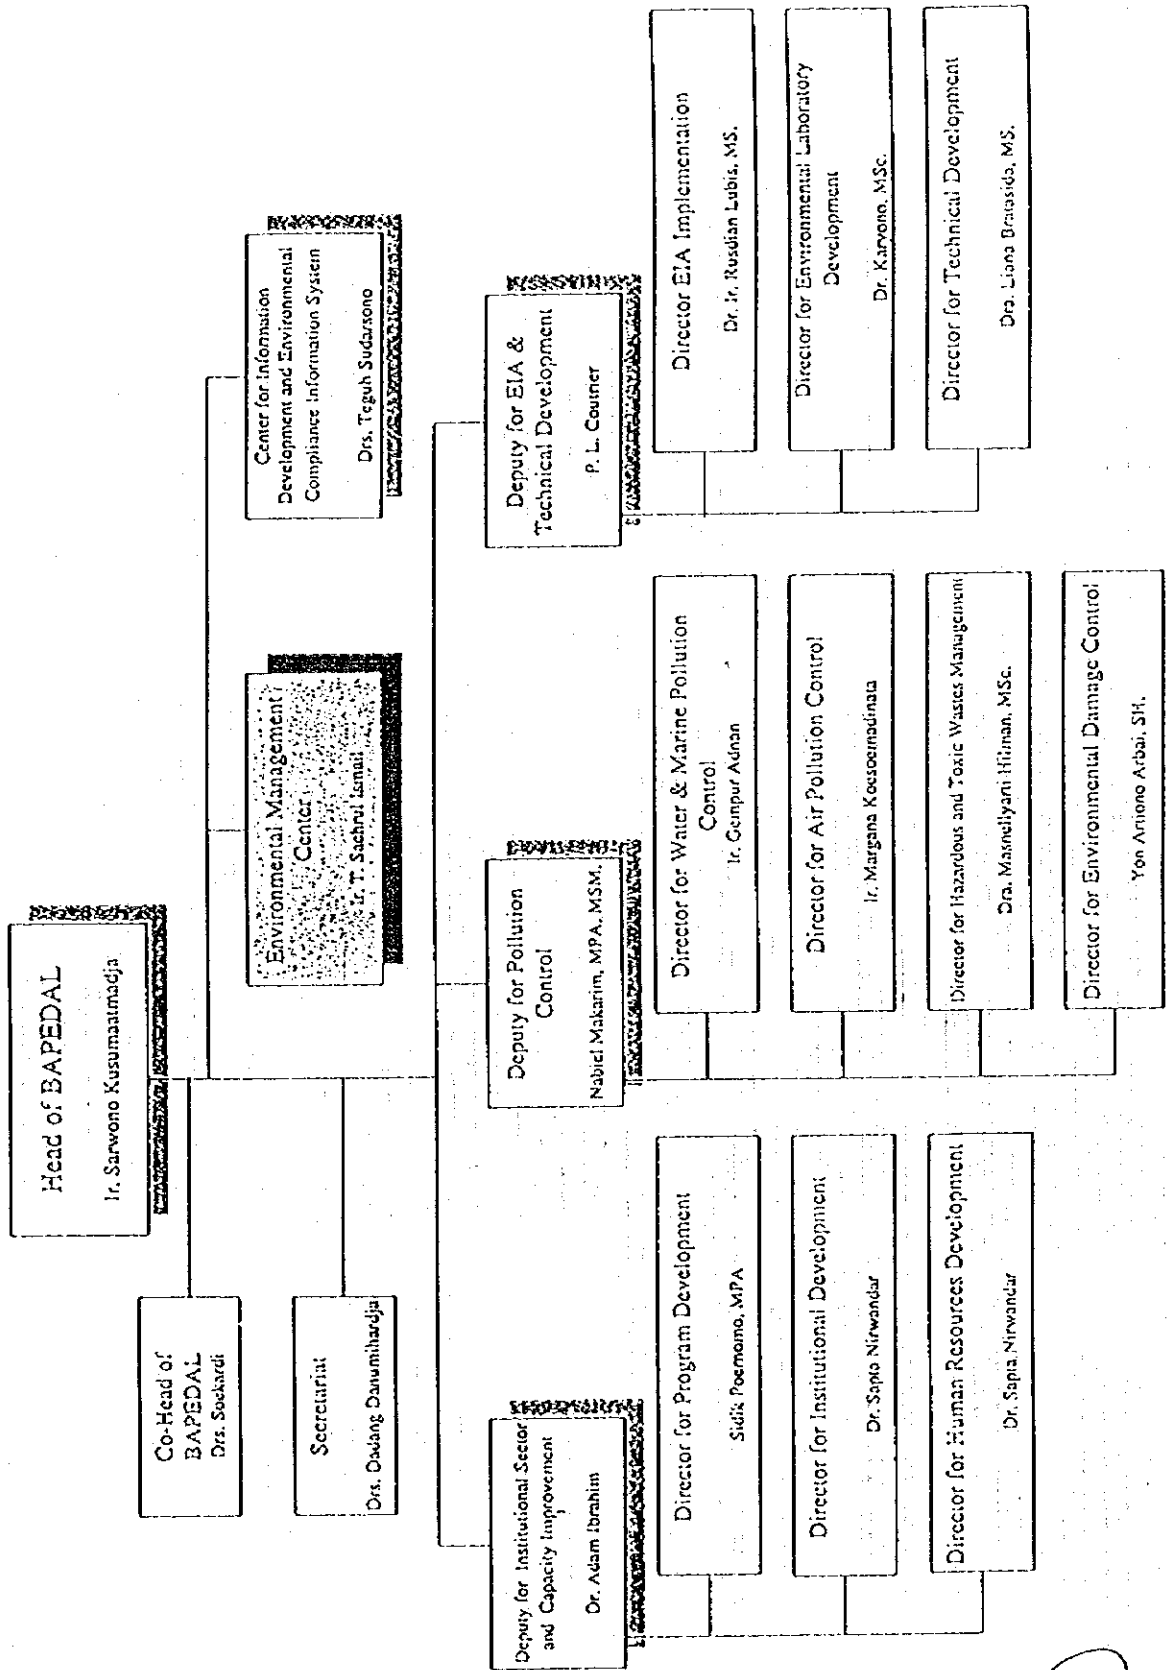 Head of BAPEDAL
Ir. Sarwono Kusumaatmadja
Co-Head of
BAPEDAL
Drs. Soekardi
Secretariat
Drs. Dadang Danumihardja
Environmental Management
Center
Ir. T. Sachrul Ismail
Center for Information
Development and Environmental
Compliance Information System
Drs. Teguh Sudarsono
Deputy for Institutional Sector
and Capacity Improvement
Dr. Adam Ibrahim
Director for Program Development
Sidik Poernomo, MPA
Director for Institutional Development
Dr. Sapta Nirwandar
Director for Human Resources Development
Dr. Sapta Nirwandar
Deputy for Pollution
Control
Nabiel Makarim, MPA, MSM.
Director for Water & Marine Pollution
Control
Ir. Gempur Adnan
Director for Air Pollution Control
Ir. Margana Koesoemadinata
Director for Hazardous and Toxic Wastes Management
Dra. Masnellyarti Hilman, MSc.
Director for Environmental Damage Control
Yon Artiono Arbai, SH.
Deputy for EIA &
Technical Development
P. L. Coutrier
Director EIA Implementation
Dr. Ir. Rusdian Lubis, MS.
Director for Environmental Laboratory
Development
Dr. Karyono, MSc.
Director for Technical Development
Dra. Liana Bratasida, MS.